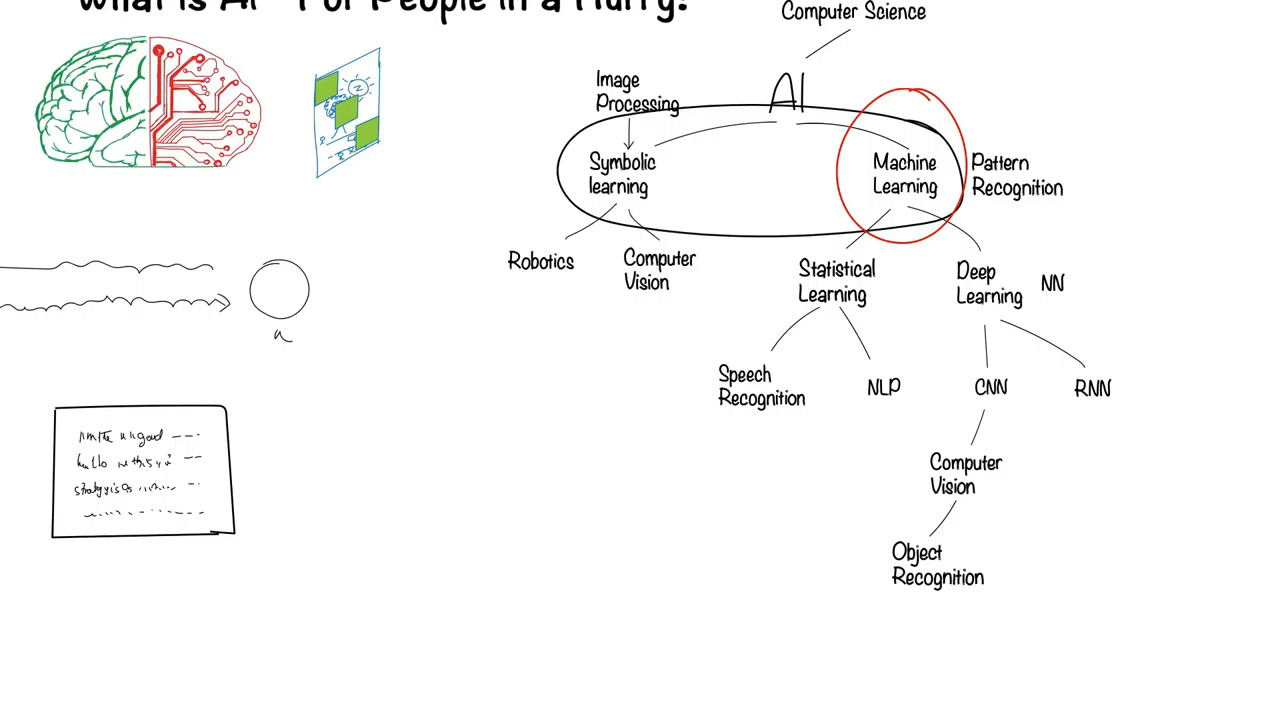 What is AI - For People in a Hurry!
Computer Science
AI
Image
Processing
Symbolic
learning
Machine
Learning
Pattern
Recognition
Robotics
Computer
Vision
Statistical
Learning
Deep
Learning
NN
Speech
Recognition
NLP
CNN
RNN
Computer
Vision
Object
Recognition
a
hello